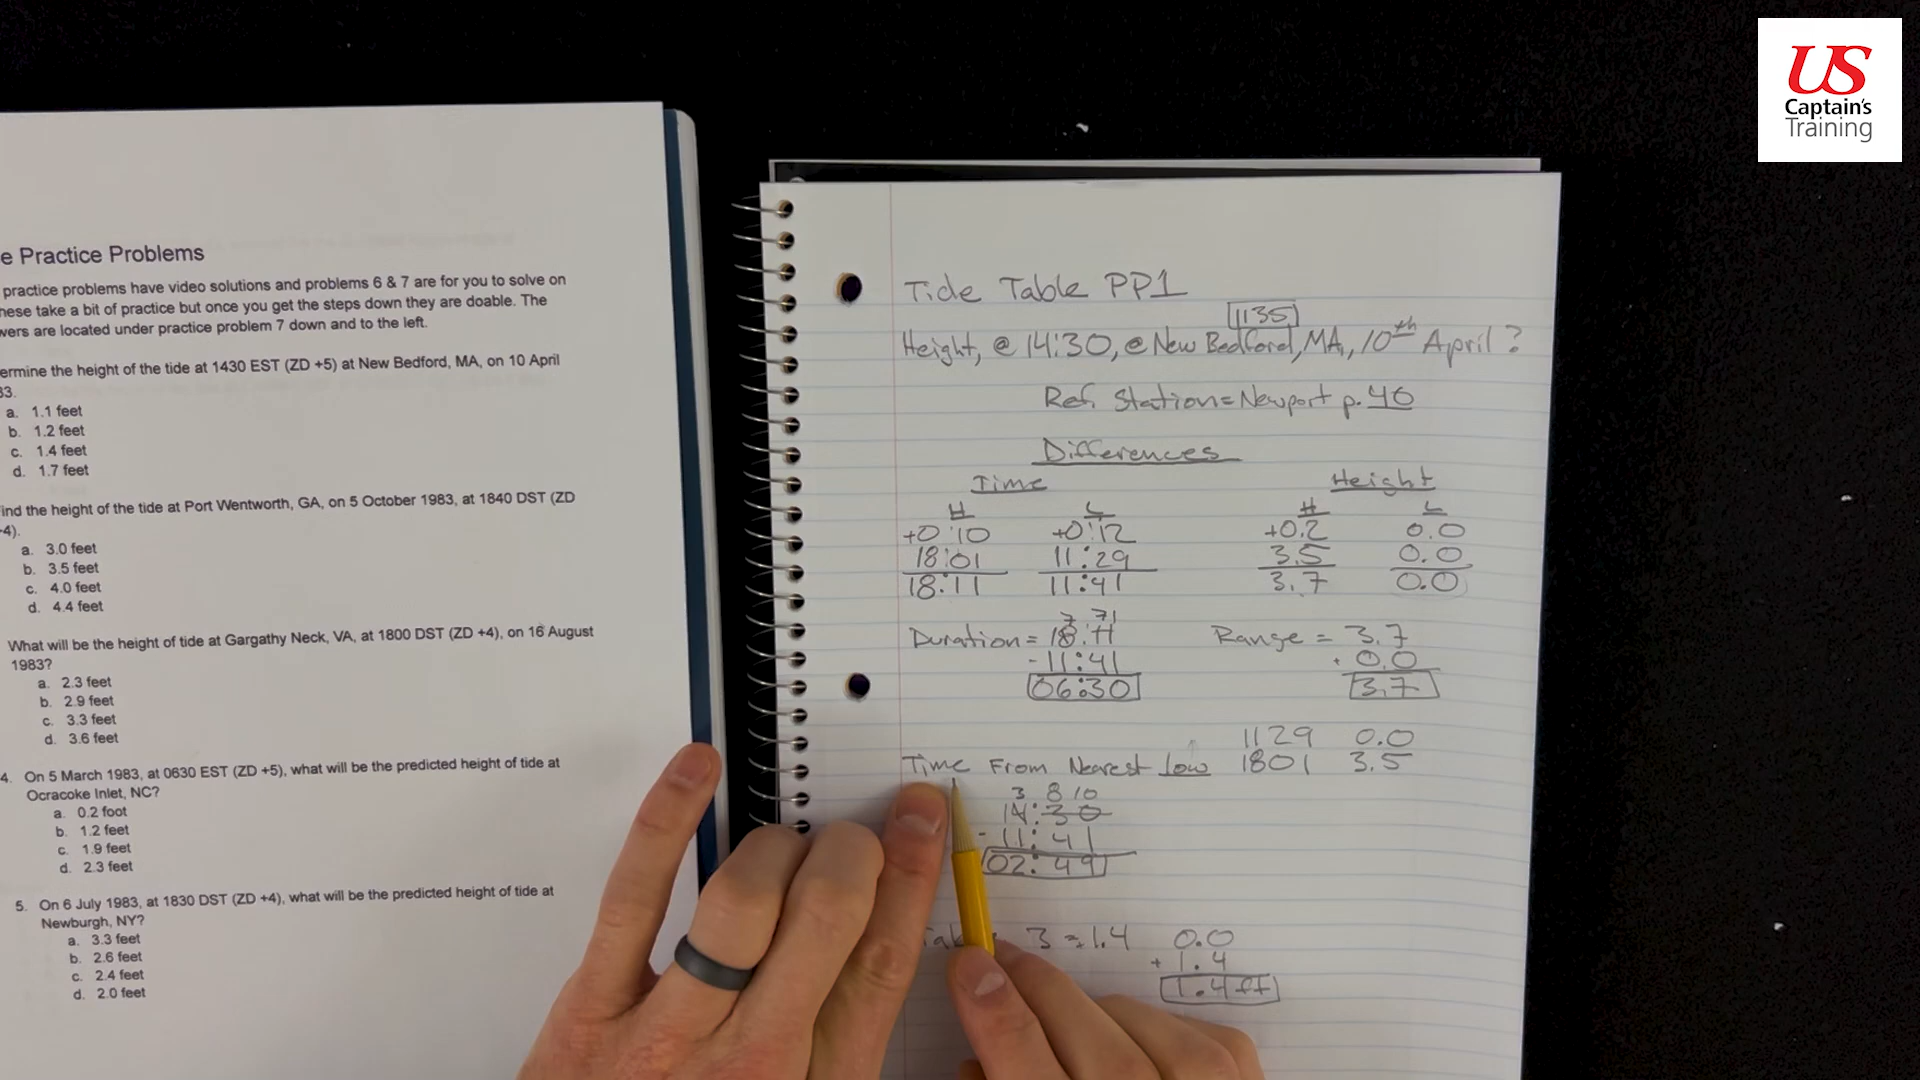 US
Captain's
Training
e Practice Problems
practice problems have video solutions and problems 6 & 7 are for you to solve on
hese take a bit of practice but once you get the steps down they are doable. The
wers are located under practice problem 7 down and to the left.
ermine the height of the tide at 1430 EST (ZD +5) at New Bedford, MA, on 10 April
33.
a. 1.1 feet
b. 1.2 feet
c. 1.4 feet
d. 1.7 feet
ind the height of the tide at Port Wentworth, GA, on 5 October 1983, at 1840 DST (ZD
-4).
a. 3.0 feet
b. 3.5 feet
c. 4.0 feet
d. 4.4 feet
What will be the height of tide at Gargathy Neck, VA, at 1800 DST (ZD +4), on 16 August
1983?
a. 2.3 feet
b. 2.9 feet
c. 3.3 feet
d. 3.6 feet
4. On 5 March 1983, at 0630 EST (ZD +5), what will be the predicted height of tide at
Ocracoke Inlet, NC?
a. 0.2 foot
b. 1.2 feet
c. 1.9 feet
d. 2.3 feet
5. On 6 July 1983, at 1830 DST (ZD +4), what will be the predicted height of tide at
Newburgh, NY?
a. 3.3 feet
b. 2.6 feet
c. 2.4 feet
d. 2.0 feet
Tide Table PP1
1135
Height, @ 14:30, @ New Bedford, MA, 10th April?
Ref. Station = Newport p. 40
Differences
Time Height
H L H L
+0:10 +0:12 +0.2 0.0
18:01 11:29 3.5 0.0
18:11 11:41 3.7 0.0
7 71
Duration = 18:11 Range = 3.7
- 11:41 + 0.0
06:30 3.7
1129 0.0
Time From Nearest Low 1801 3.5
3 8 10
14:30
- 11:41
02:49
3 = 1.4 0.0
+ 1.4
1.4 ft